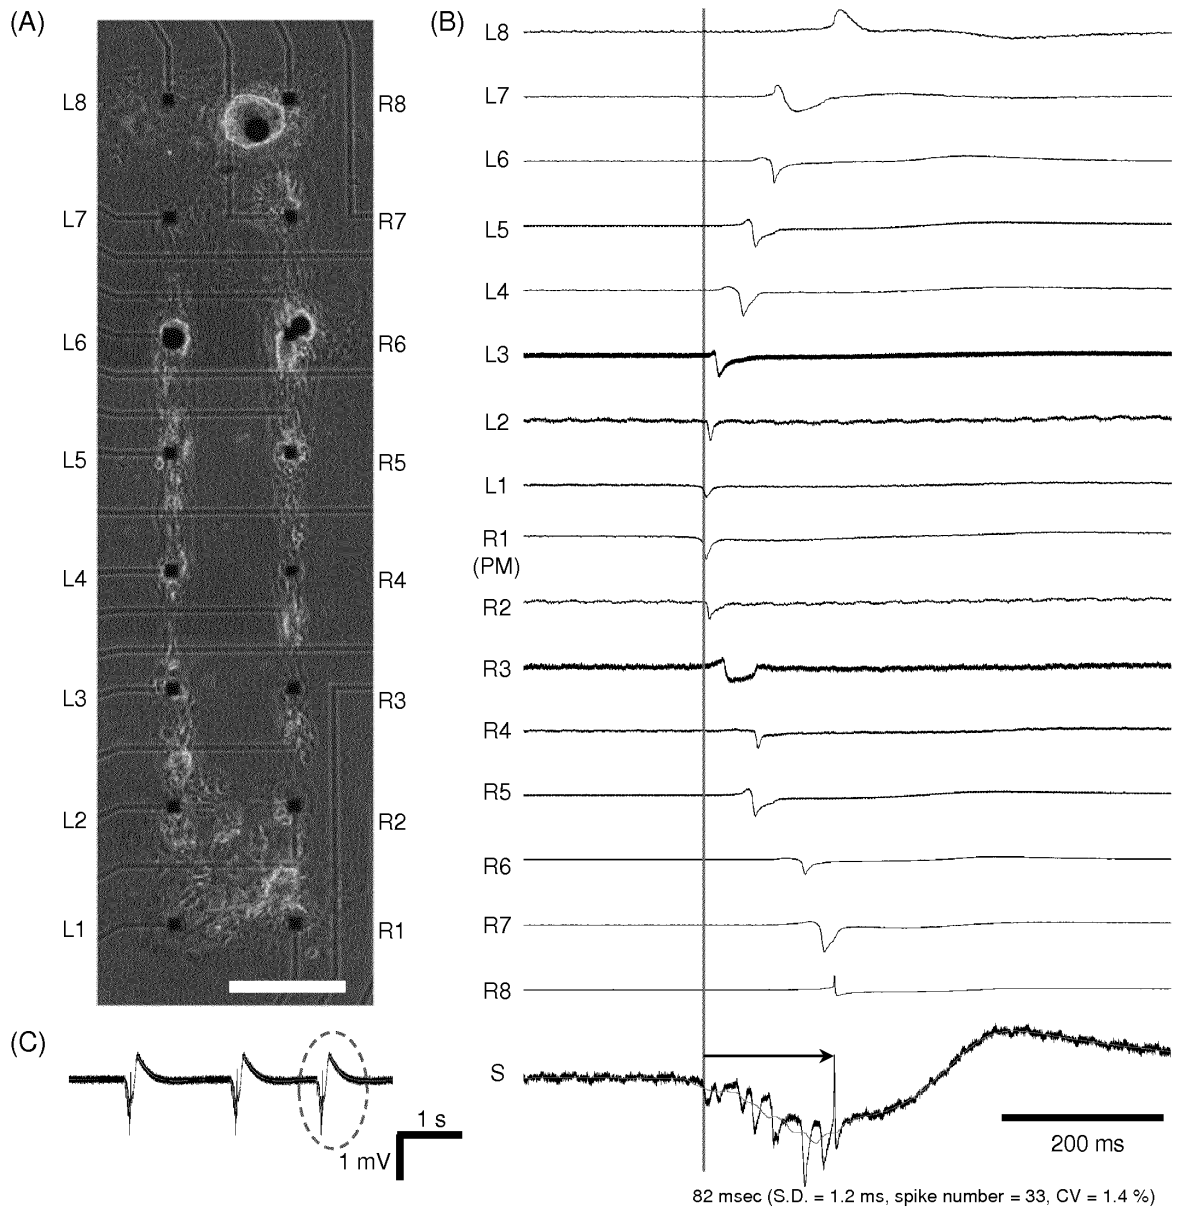 (A)
L8
R8
L7
R7
L6
R6
L5
R5
L4
R4
L3
R3
L2
R2
L1
R1
(B)
L8
L7
L6
L5
L4
L3
L2
L1
R1
(PM)
R2
R3
R4
R5
R6
R7
R8
S
200 ms
82 msec (S.D. = 1.2 ms, spike number = 33, CV = 1.4 %)
(C)
1 s
1 mV